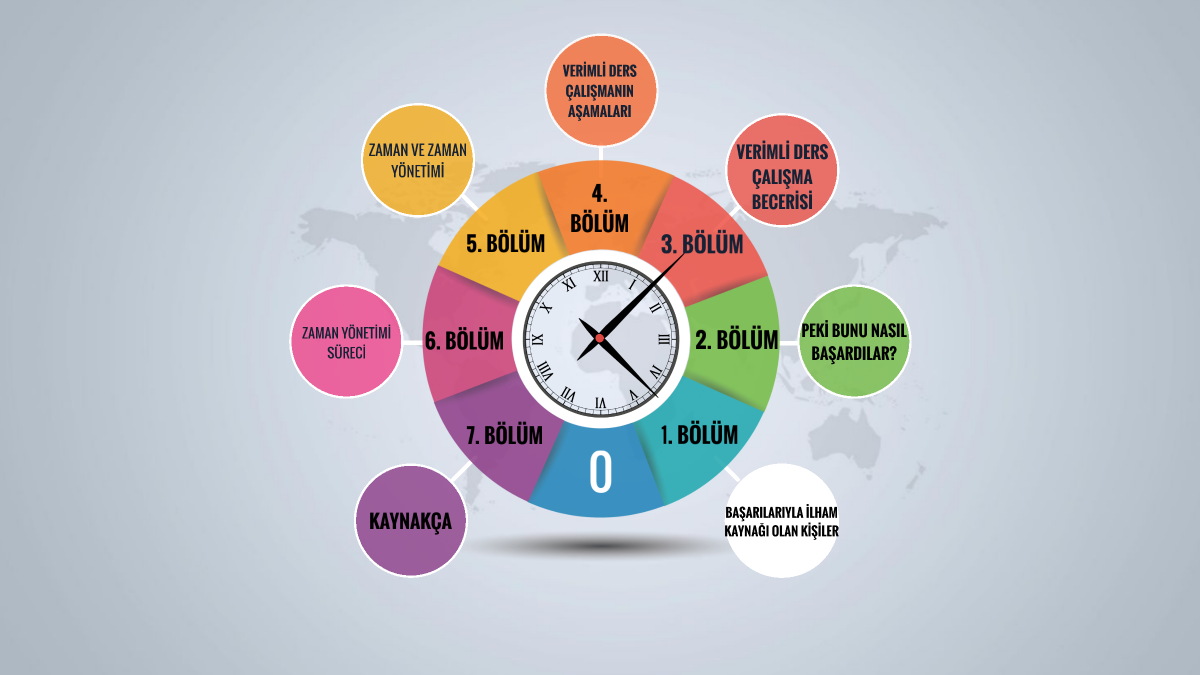 VERİMLİ DERS
ÇALIŞMANIN
AŞAMALARI
ZAMAN VE ZAMAN
YÖNETİMİ
VERİMLİ DERS
ÇALIŞMA
BECERİSİ
4.
BÖLÜM
5. BÖLÜM
3. BÖLÜM
XII
I
II
III
IV
V
VI
VII
VIII
XI
X
XI
ZAMAN YÖNETİMİ
SÜRECİ
6. BÖLÜM
2. BÖLÜM
PEKİ BUNU NASIL
BAŞARDILAR?
7. BÖLÜM
1. BÖLÜM
0
KAYNAKÇA
BAŞARILARIYLA İLHAM
KAYNAĞI OLAN KİŞİLER